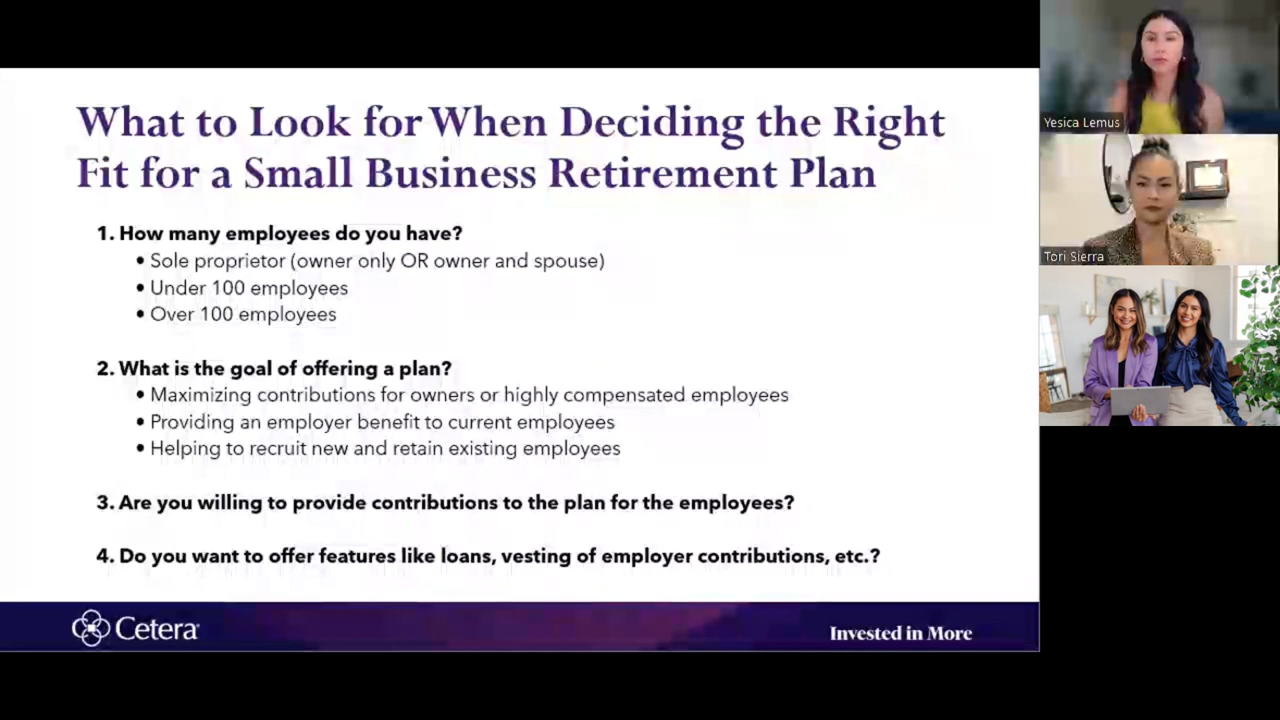 What to Look for When Deciding the Right
Fit for a Small Business Retirement Plan
1. How many employees do you have?
• Sole proprietor (owner only OR owner and spouse)
• Under 100 employees
• Over 100 employees
2. What is the goal of offering a plan?
• Maximizing contributions for owners or highly compensated employees
• Providing an employer benefit to current employees
• Helping to recruit new and retain existing employees
3. Are you willing to provide contributions to the plan for the employees?
4. Do you want to offer features like loans, vesting of employer contributions, etc.?
Cetera
Invested in More
Yesica Lemus
Tori Sierra